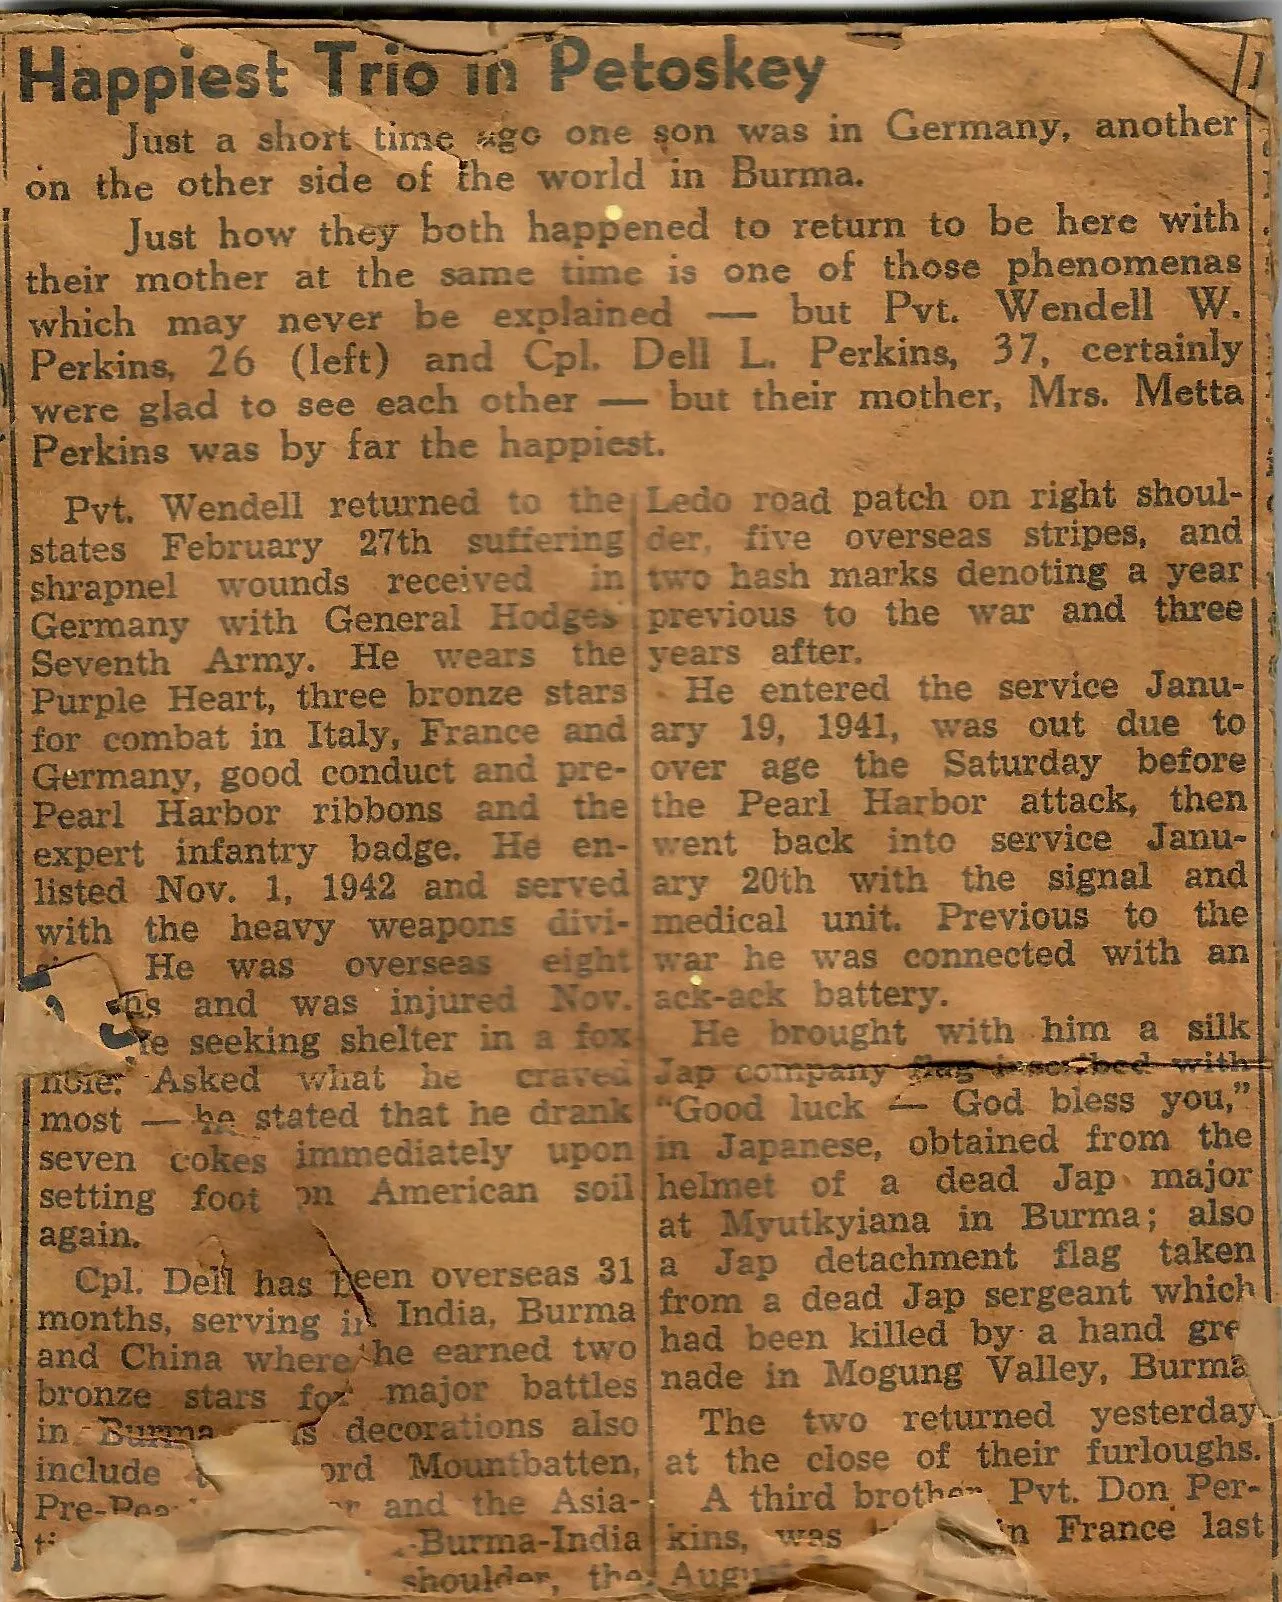 Happiest Trio in Petoskey
Just a short time ago one son was in Germany, another
on the other side of the world in Burma.
Just how they both happened to return to be here with
their mother at the same time is one of those phenomenas
which may never be explained — but Pvt. Wendell W.
Perkins, 26 (left) and Cpl. Dell L. Perkins, 37, certainly
were glad to see each other — but their mother, Mrs. Metta
Perkins was by far the happiest.
Pvt. Wendell returned to the
states February 27th suffering
shrapnel wounds received in
Germany with General Hodges
Seventh Army. He wears the
Purple Heart, three bronze stars
for combat in Italy, France and
Germany, good conduct and pre-
Pearl Harbor ribbons and the
expert infantry badge. He en-
listed Nov. 1, 1942 and served
with the heavy weapons divi-
He was overseas eight
and was injured Nov.
seeking shelter in a fox
hole. Asked what he craved
most — he stated that he drank
seven cokes immediately upon
setting foot on American soil
again.
Cpl. Dell has been overseas 31
months, serving in India, Burma
and China where he earned two
bronze stars for major battles
in Burma decorations also
include Mountbatten,
and the Asia-
Burma-India
shoulder, the
Ledo road patch on right shoul-
der, five overseas stripes, and
two hash marks denoting a year
previous to the war and three
years after.
He entered the service Janu-
ary 19, 1941, was out due to
over age the Saturday before
the Pearl Harbor attack, then
went back into service Janu-
ary 20th with the signal and
medical unit. Previous to the
war he was connected with an
ack-ack battery.
He brought with him a silk
Jap company flag inscribed with
"Good luck — God bless you,"
in Japanese, obtained from the
helmet of a dead Jap major
at Myutkyiana in Burma; also
a Jap detachment flag taken
from a dead Jap sergeant which
had been killed by a hand gre
nade in Mogung Valley, Burma
The two returned yesterday
at the close of their furloughs.
A third brother, Pvt. Don Per-
kins, was in France last